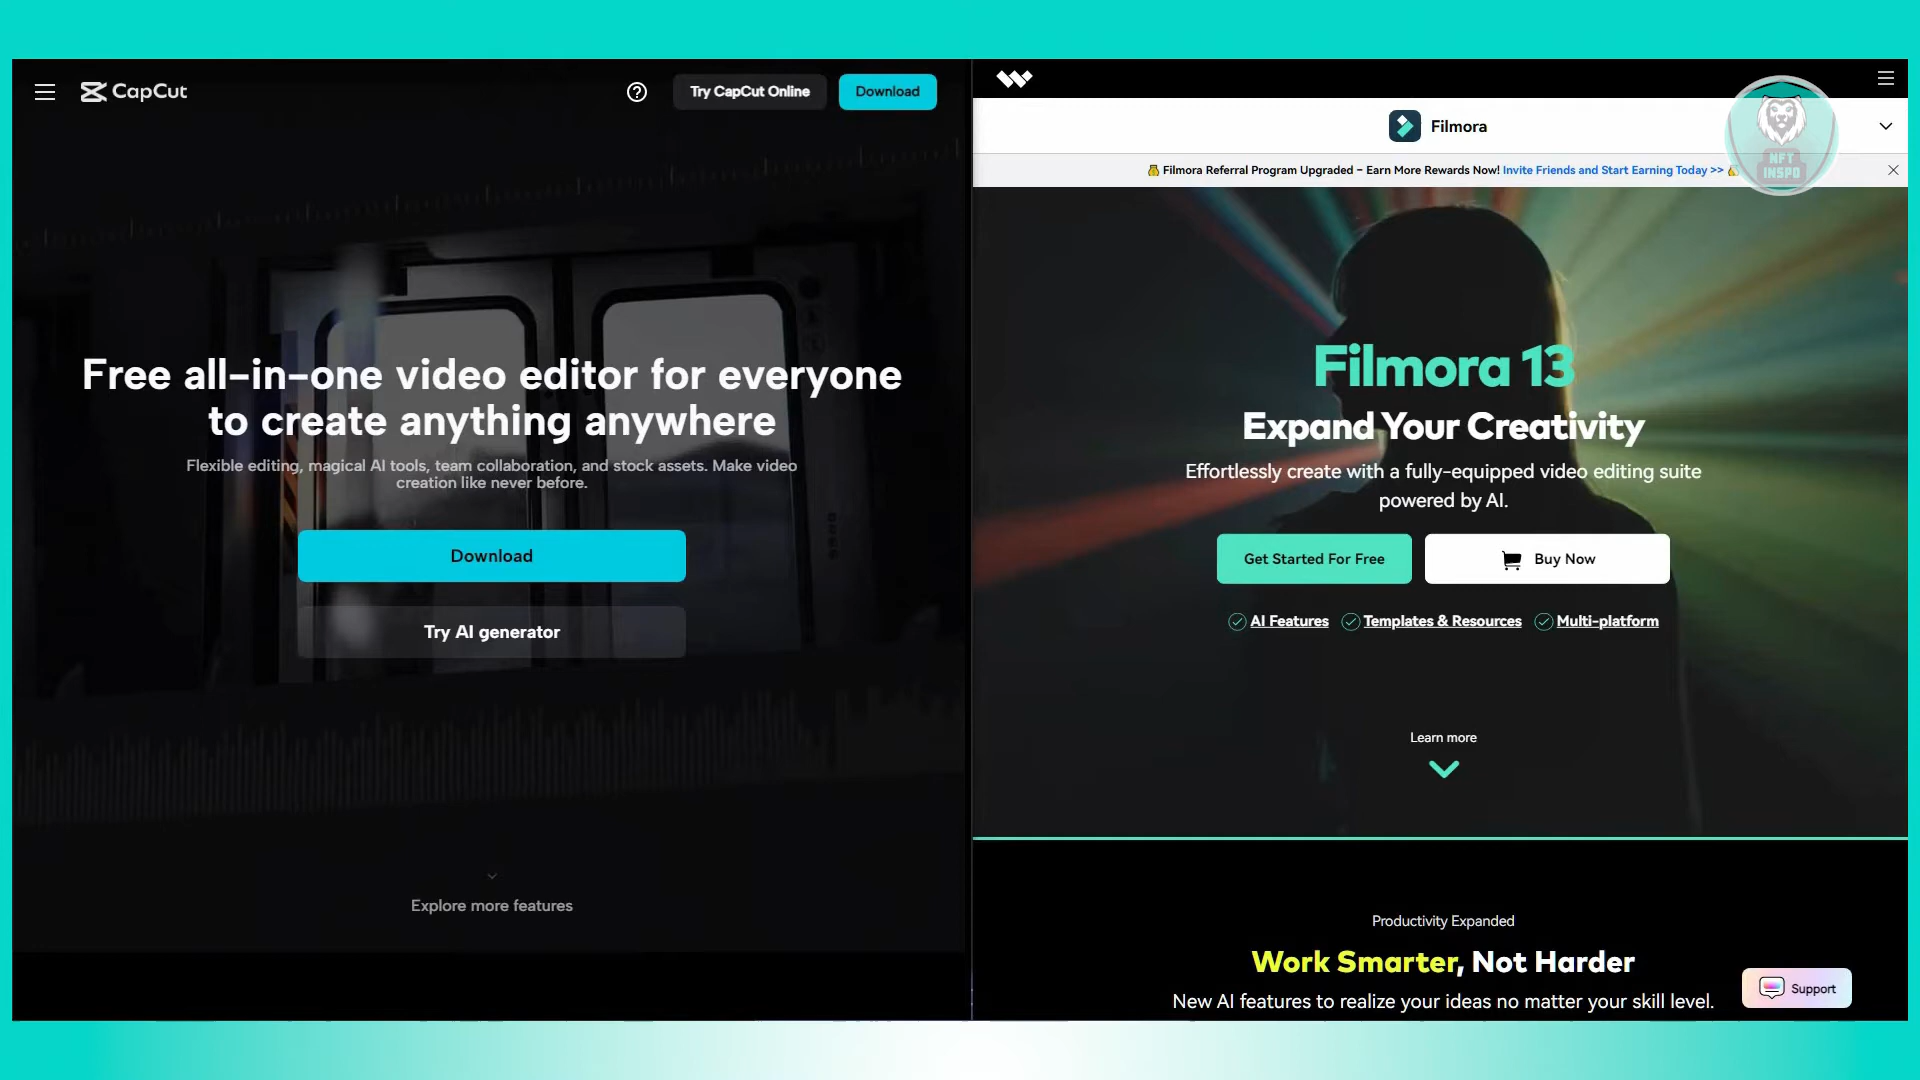 CapCut
Try CapCut Online
Download
Free all-in-one video editor for everyone
to create anything anywhere
Flexible editing, magical AI tools, team collaboration, and stock assets. Make video
creation like never before.
Download
Try AI generator
Explore more features
Filmora
Filmora Referral Program Upgraded – Earn More Rewards Now! Invite Friends and Start Earning Today >>
NFT
INSPO
Filmora 13
Expand Your Creativity
Effortlessly create with a fully-equipped video editing suite
powered by AI.
Get Started For Free
Buy Now
AI Features
Templates & Resources
Multi-platform
Learn more
Productivity Expanded
Work Smarter, Not Harder
New AI features to realize your ideas no matter your skill level.
Support